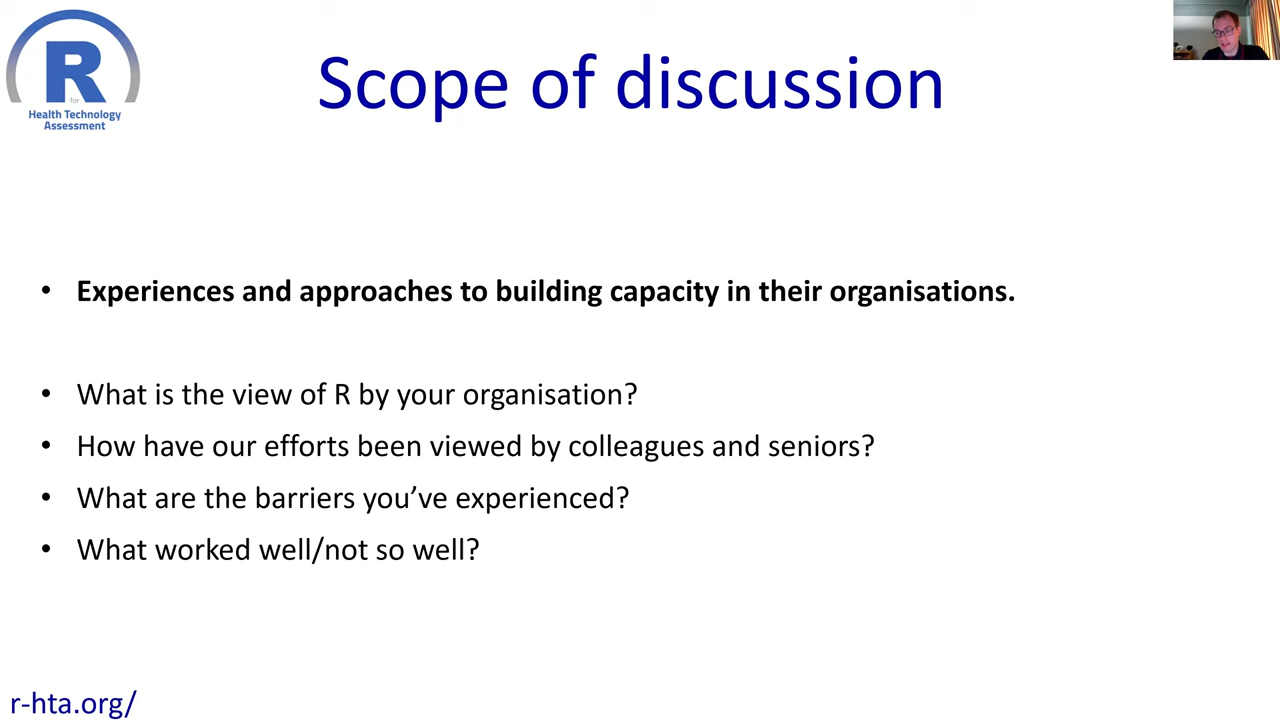 R
for
Health Technology
Assessment
Scope of discussion
• Experiences and approaches to building capacity in their organisations.
• What is the view of R by your organisation?
• How have our efforts been viewed by colleagues and seniors?
• What are the barriers you’ve experienced?
• What worked well/not so well?
r-hta.org/